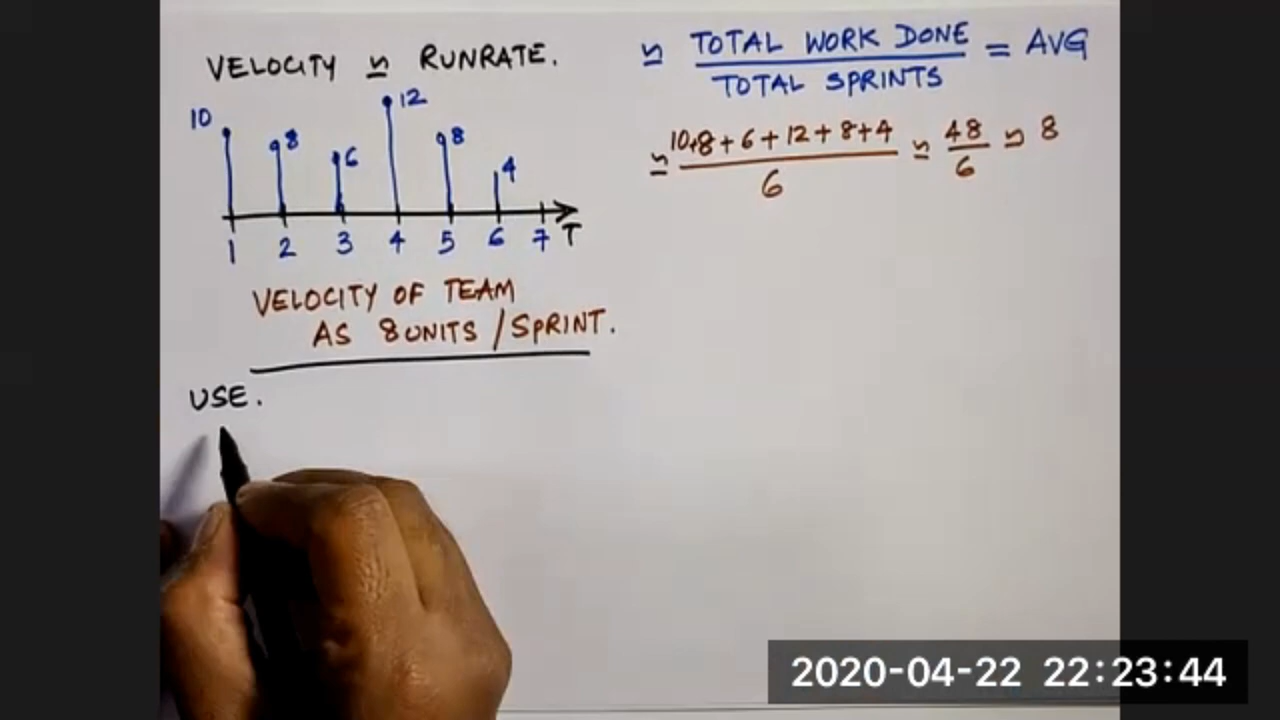 VELOCITY ≃ RUNRATE.
10 8 6 12 8 4
1 2 3 4 5 6 7 T
VELOCITY OF TEAM
AS 8 UNITS / SPRINT.
USE.
≃ TOTAL WORK DONE / TOTAL SPRINTS = AVG
≃ 10+8+6+12+8+4 / 6 ≃ 48 / 6 ≃ 8
2020-04-22 22:23:44